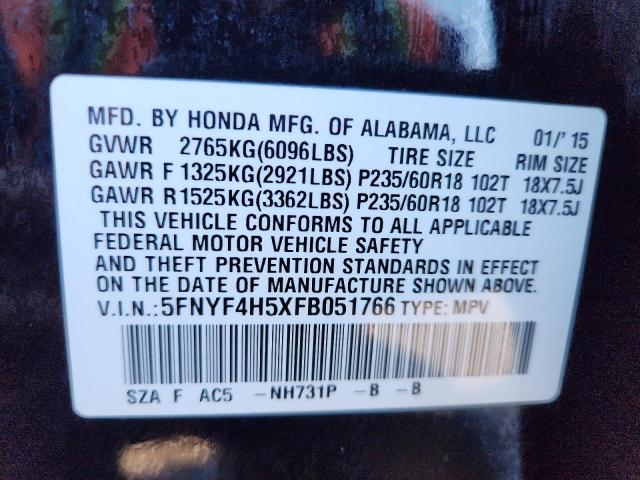 MFD. BY HONDA MFG. OF ALABAMA, LLC 01/'15
GVWR 2765KG(6096LBS) TIRE SIZE RIM SIZE
GAWR F 1325KG(2921LBS) P235/60R18 102T 18X7.5J
GAWR R1525KG(3362LBS) P235/60R18 102T 18X7.5J
THIS VEHICLE CONFORMS TO ALL APPLICABLE
FEDERAL MOTOR VEHICLE SAFETY
AND THEFT PREVENTION STANDARDS IN EFFECT
ON THE DATE OF MANUFACTURE SHOWN ABOVE.
V.I.N.: 5FNYF4H5XFB051766 TYPE: MPV
SZA F AC5 -NH731P -B -B